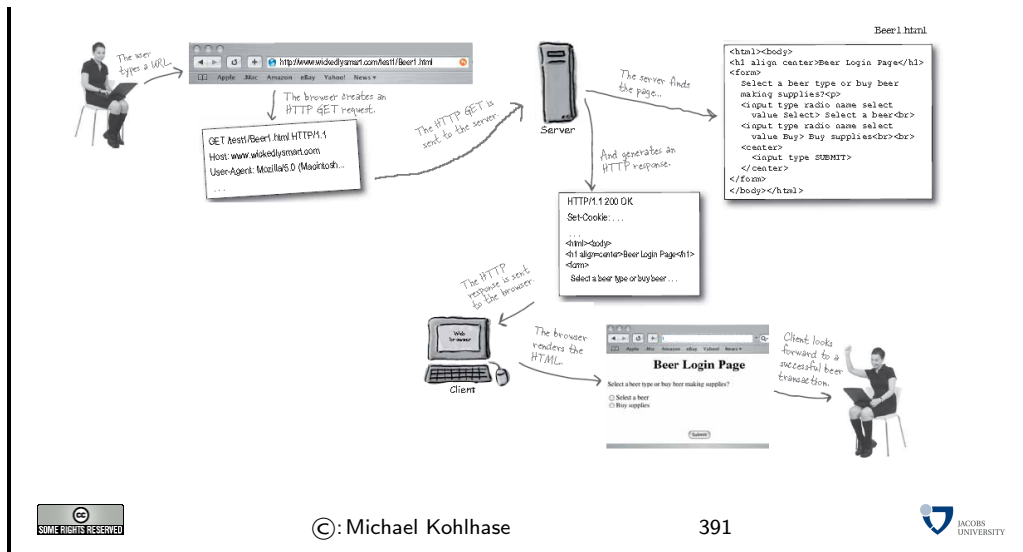 Beer1.html
The user
types a URL.
http://www.wickedlysmart.com/test1/Beer1.html
Apple .Mac Amazon eBay Yahoo! News
The browser creates an
HTTP GET request.
GET /test1/Beer1.html HTTP/1.1
Host: www.wickedlysmart.com
User-Agent: Mozilla/5.0 (Macintosh...
. . .
The HTTP GET is
sent to the server.
Server
The server finds
the page...
<html><body>
<h1 align center>Beer Login Page</h1>
<form>
Select a beer type or buy beer
making supplies?<p>
<input type radio name select
value Select> Select a beer<br>
<input type radio name select
value Buy> Buy supplies<br><br>
<center>
<input type SUBMIT>
</center>
</form>
</body></html>
And generates an
HTTP response.
HTTP/1.1 200 OK
Set-Cookie: . . .
. . .
<html><body>
<h1 align=center>Beer Login Page</h1>
<form>
Select a beer type or buy beer . . .
The HTTP
response is sent
to the browser.
Web
browser
Client
The browser
renders the
HTML.
Apple .Mac Amazon eBay Yahoo! News
Beer Login Page
Select a beer type or buy beer making supplies?
Select a beer
Buy supplies
Submit
Client looks
forward to a
successful beer
transaction.
cc
SOME RIGHTS RESERVED
©: Michael Kohlhase
391
JACOBS
UNIVERSITY